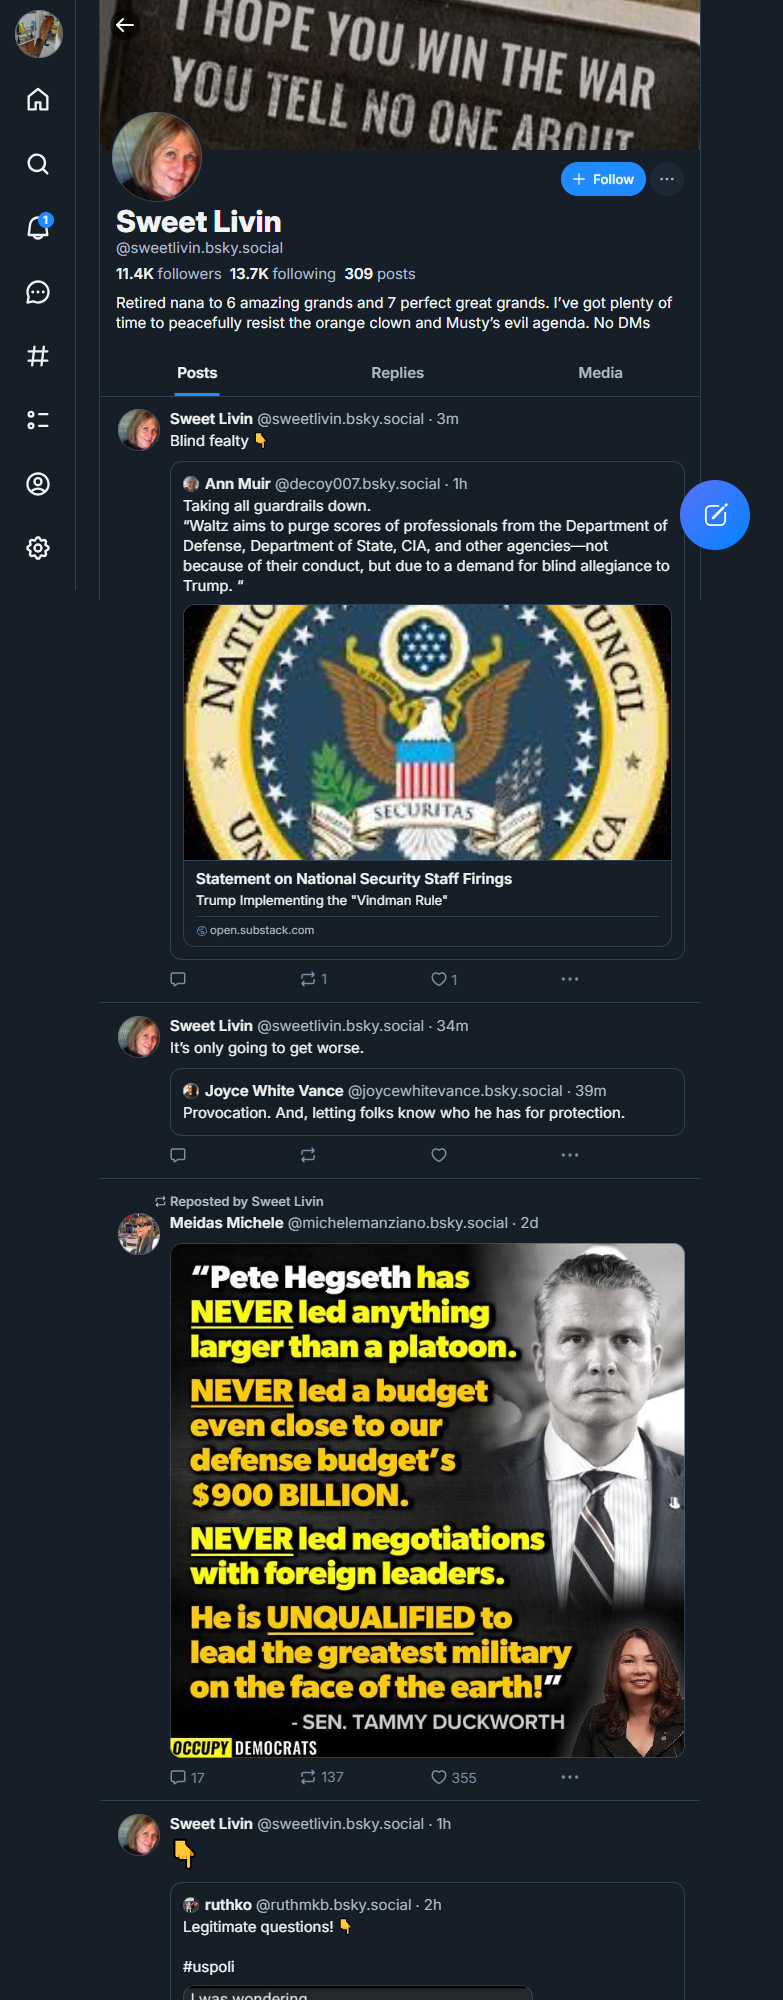 I HOPE YOU WIN THE WAR
YOU TELL NO ONE ABOUT
+ Follow
Sweet Livin
@sweetlivin.bsky.social
11.4K followers 13.7K following 309 posts
Retired nana to 6 amazing grands and 7 perfect great grands. I’ve got plenty of
time to peacefully resist the orange clown and Musty’s evil agenda. No DMs
1
Posts Replies Media
Sweet Livin @sweetlivin.bsky.social · 3m
Blind fealty 👇
Ann Muir @decoy007.bsky.social · 1h
Taking all guardrails down.
“Waltz aims to purge scores of professionals from the Department of
Defense, Department of State, CIA, and other agencies—not
because of their conduct, but due to a demand for blind allegiance to
Trump. “
NATIO
OUNCIL
SECURITAS
UN
ICA
Statement on National Security Staff Firings
Trump Implementing the "Vindman Rule"
open.substack.com
1 1
Sweet Livin @sweetlivin.bsky.social · 34m
It’s only going to get worse.
Joyce White Vance @joycewhitevance.bsky.social · 39m
Provocation. And, letting folks know who he has for protection.
Reposted by Sweet Livin
Meidas Michele @michelemanziano.bsky.social · 2d
“Pete Hegseth has
NEVER led anything
larger than a platoon.
NEVER led a budget
even close to our
defense budget’s
$900 BILLION.
NEVER led negotiations
with foreign leaders.
He is UNQUALIFIED to
lead the greatest military
on the face of the earth!”
- SEN. TAMMY DUCKWORTH
OCCUPY DEMOCRATS
17 137 355
Sweet Livin @sweetlivin.bsky.social · 1h
👇
ruthko @ruthmkb.bsky.social · 2h
Legitimate questions! 👇
#uspoli
I was wondering